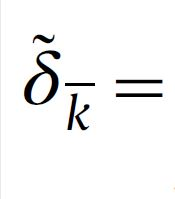 δ̃_k̅ =